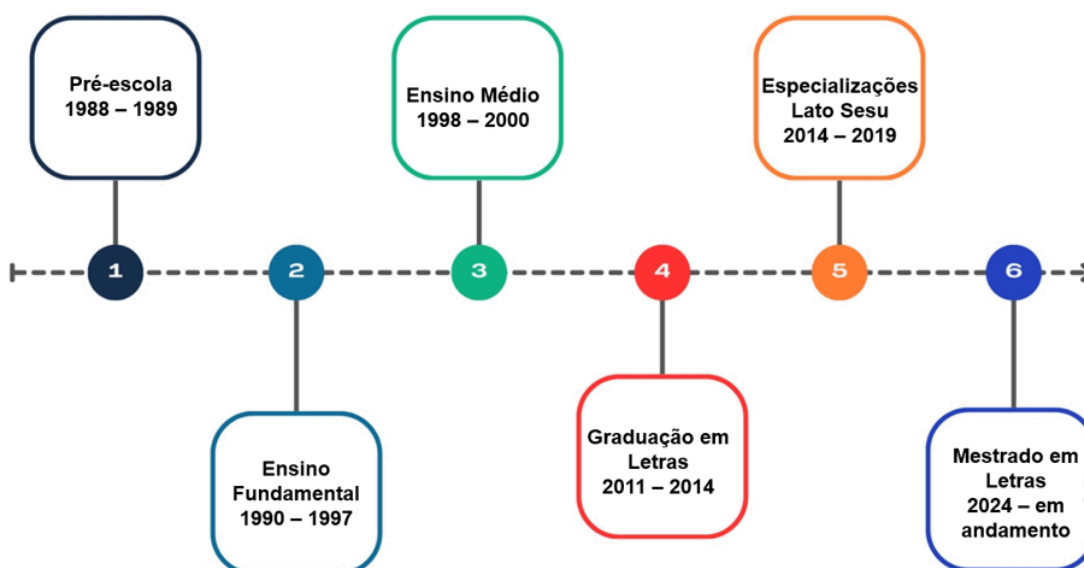 Pré-escola
1988 – 1989
Ensino Médio
1998 – 2000
Especializações
Lato Sesu
2014 – 2019
1
2
3
4
5
6
Ensino
Fundamental
1990 – 1997
Graduação em
Letras
2011 – 2014
Mestrado em
Letras
2024 – em
andamento